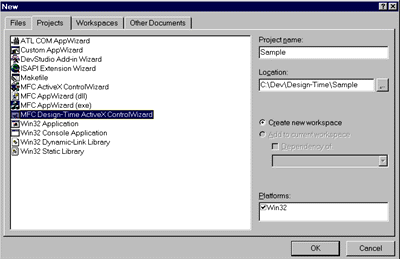 New
Files
Projects
Workspaces
Other Documents
ATL COM AppWizard
Custom AppWizard
DevStudio Add-in Wizard
ISAPI Extension Wizard
Makefile
MFC ActiveX ControlWizard
MFC AppWizard (dll)
MFC AppWizard (exe)
MFC Design-Time ActiveX ControlWizard
Win32 Application
Win32 Console Application
Win32 Dynamic-Link Library
Win32 Static Library
Project name:
Sample
Location:
C:\Dev\Design-Time\Sample
...
Create new workspace
Add to current workspace
Dependency of
Platforms:
Win32
OK
Cancel